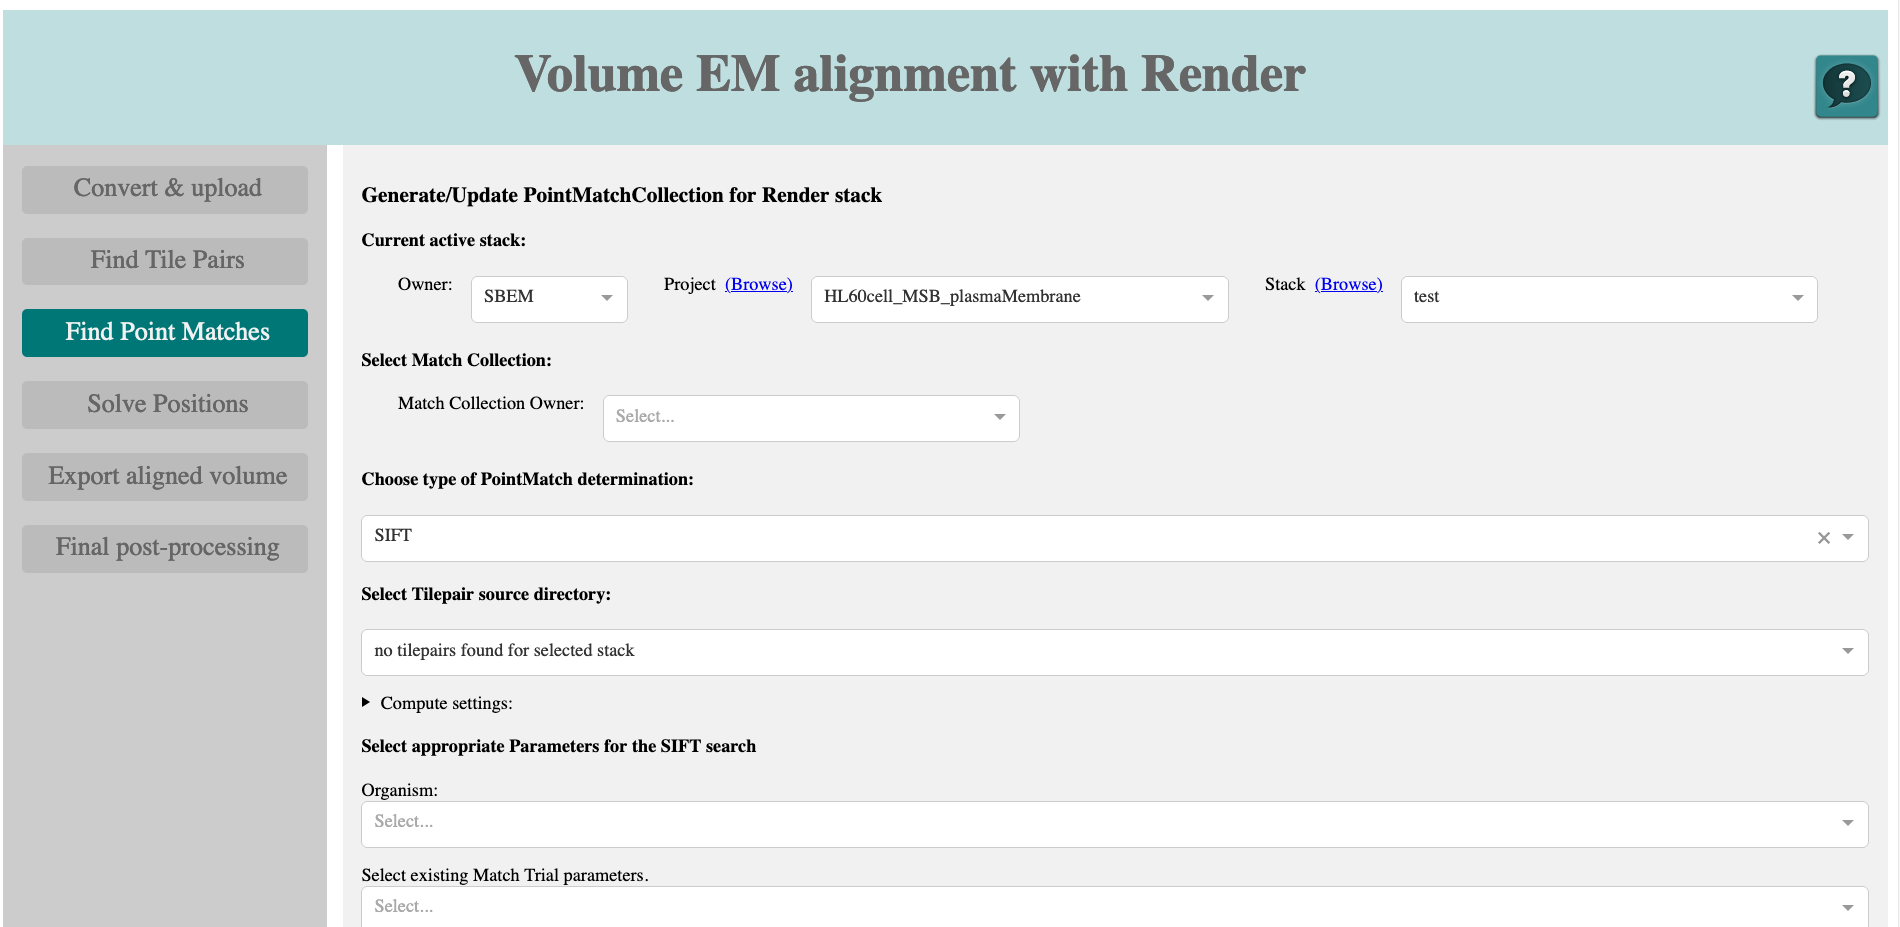 Volume EM alignment with Render
?
Convert & upload
Find Tile Pairs
Find Point Matches
Solve Positions
Export aligned volume
Final post-processing
Generate/Update PointMatchCollection for Render stack
Current active stack:
Owner: SBEM Project (Browse) HL60cell_MSB_plasmaMembrane Stack (Browse) test
Select Match Collection:
Match Collection Owner: Select...
Choose type of PointMatch determination:
SIFT
Select Tilepair source directory:
no tilepairs found for selected stack
Compute settings:
Select appropriate Parameters for the SIFT search
Organism:
Select...
Select existing Match Trial parameters.
Select...